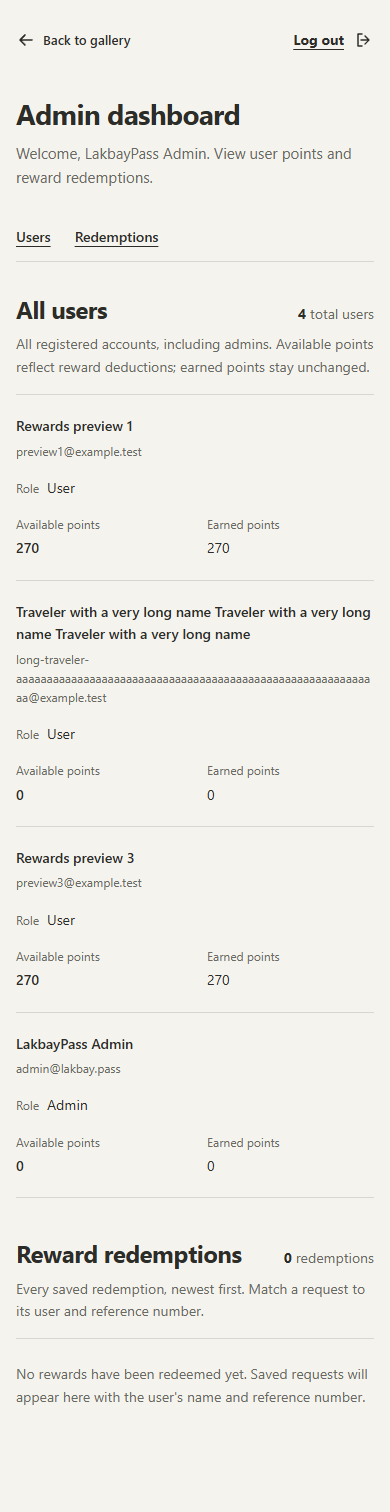 Back to gallery
Log out
Admin dashboard
Welcome, LakbayPass Admin. View user points and
reward redemptions.
Users
Redemptions
All users
4 total users
All registered accounts, including admins. Available points
reflect reward deductions; earned points stay unchanged.
Rewards preview 1
preview1@example.test
Role User
Available points
Earned points
270
270
Traveler with a very long name Traveler with a very long
name Traveler with a very long name
long-traveler-
aaaaaaaaaaaaaaaaaaaaaaaaaaaaaaaaaaaaaaaaaaaaaaaaaaaaaaaaaa
aa@example.test
Role User
Available points
Earned points
0
0
Rewards preview 3
preview3@example.test
Role User
Available points
Earned points
270
270
LakbayPass Admin
admin@lakbay.pass
Role Admin
Available points
Earned points
0
0
Reward redemptions
0 redemptions
Every saved redemption, newest first. Match a request to
its user and reference number.
No rewards have been redeemed yet. Saved requests will
appear here with the user's name and reference number.